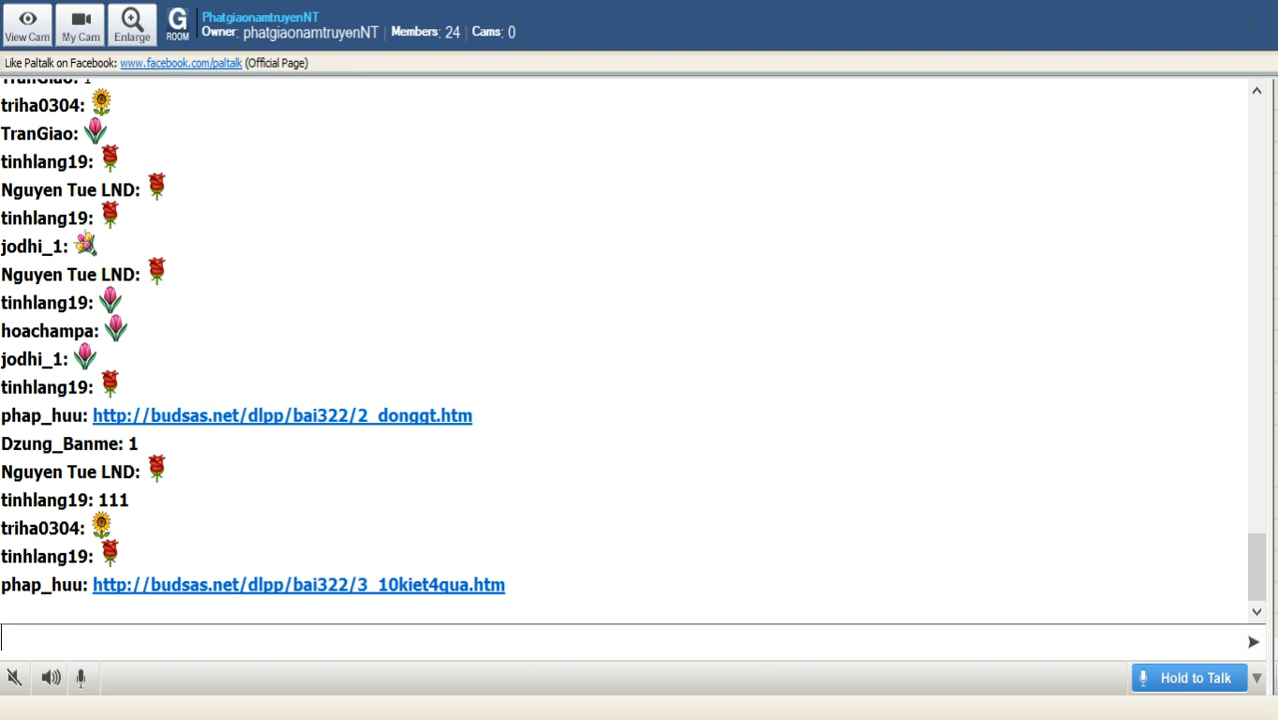 View Cam
My Cam
Enlarge
G
ROOM
PhatgiaonamtruyenNT
Owner: phatgiaonamtruyenNT | Members: 24 | Cams: 0
Like Paltalk on Facebook: www.facebook.com/paltalk (Official Page)
TranGiao: 1
triha0304:
TranGiao:
tinhlang19:
Nguyen Tue LND:
tinhlang19:
jodhi_1:
Nguyen Tue LND:
tinhlang19:
hoachampa:
jodhi_1:
tinhlang19:
phap_huu: http://budsas.net/dlpp/bai322/2_donggt.htm
Dzung_Banme: 1
Nguyen Tue LND:
tinhlang19: 111
triha0304:
tinhlang19:
phap_huu: http://budsas.net/dlpp/bai322/3_10kiet4qua.htm
Hold to Talk